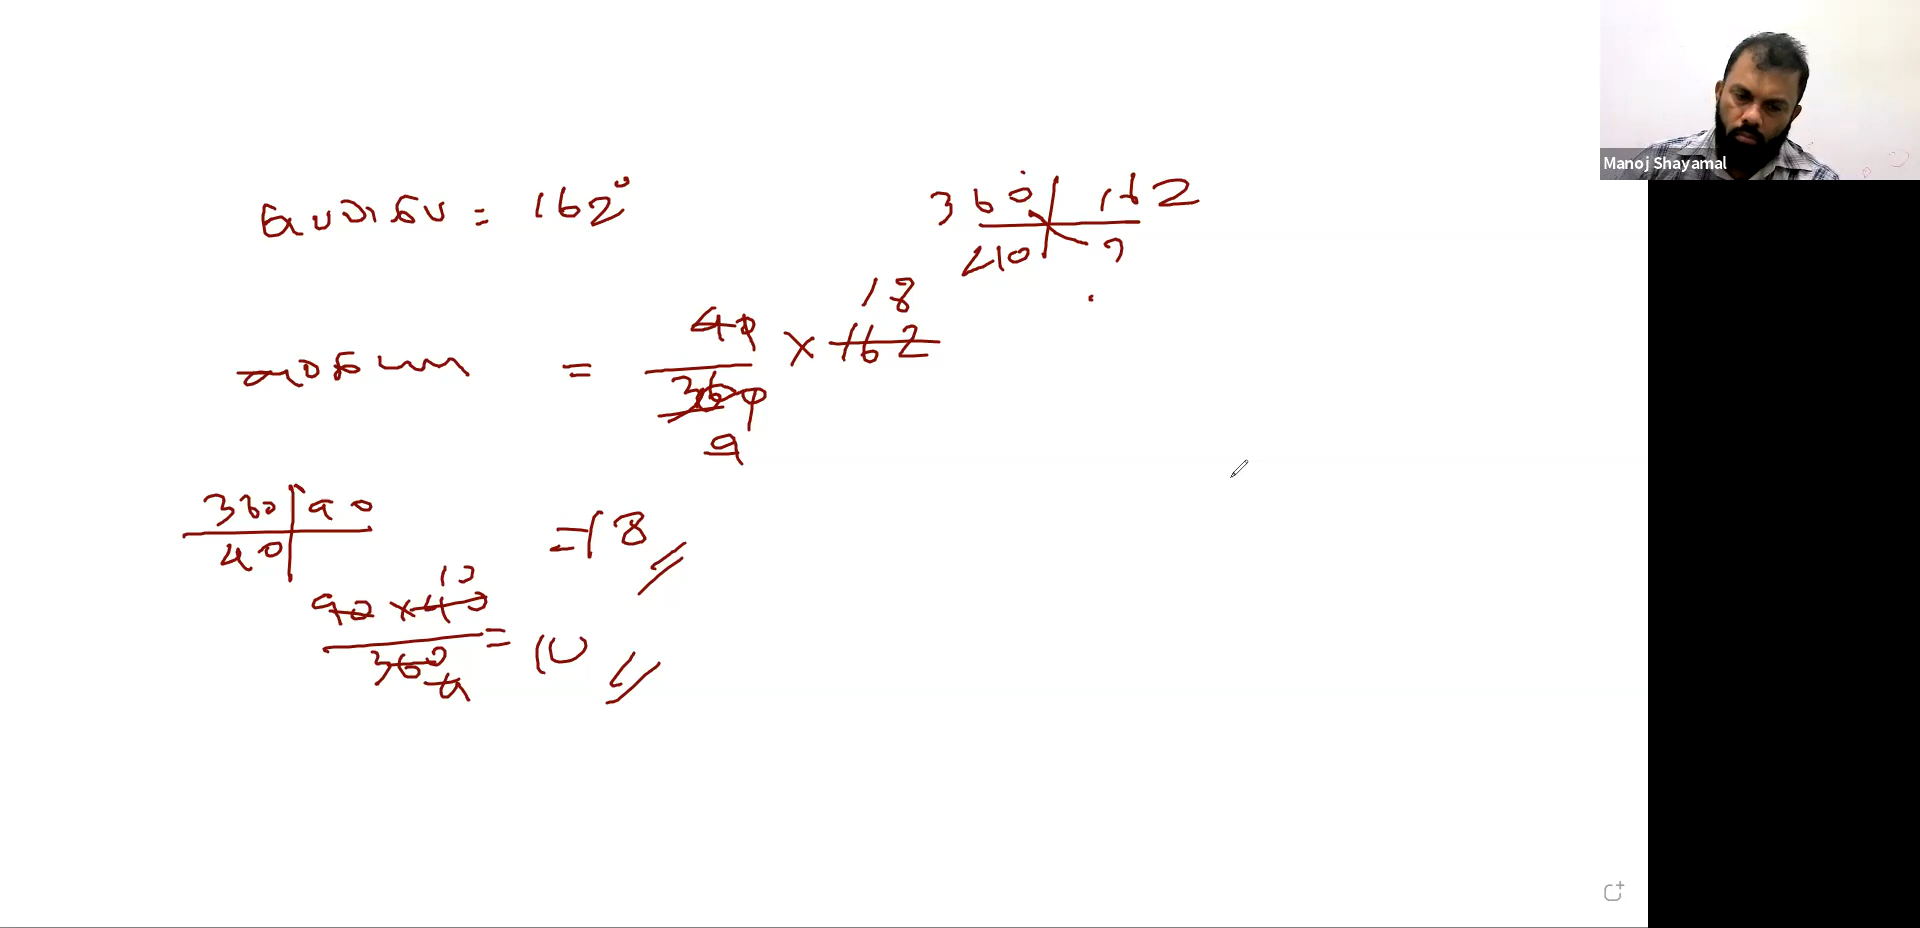 = 162°
360 | 162
210 | ?
18
= 40/360 × 162
9
360 | 90
40
= 18
10
90 × 40 / 360 = 10
9
Manoj Shayamal